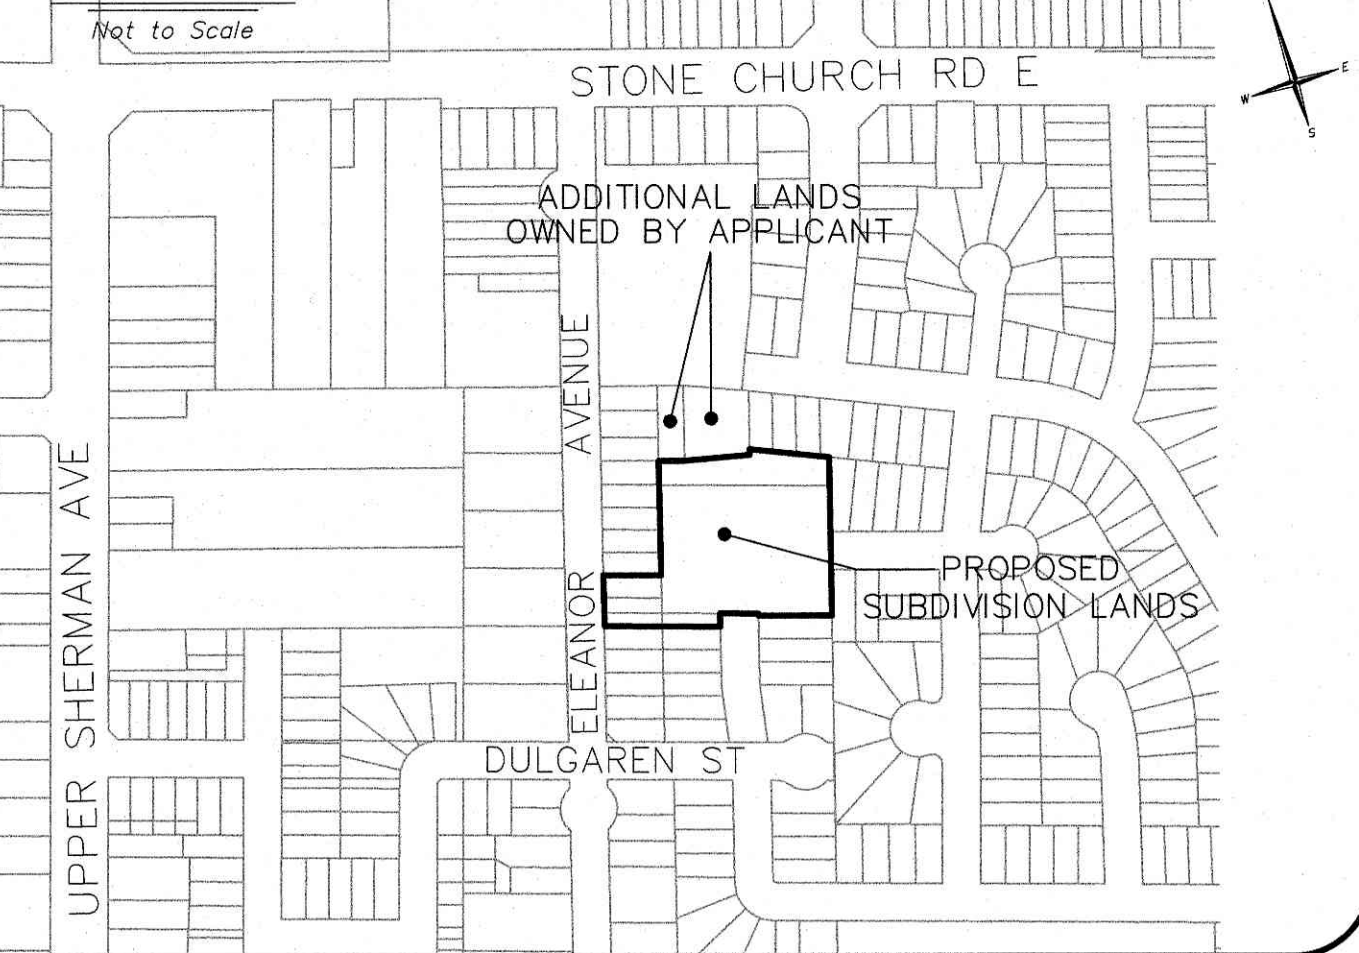 Not to Scale
STONE CHURCH RD E
E
W
S
ADDITIONAL LANDS
OWNED BY APPLICANT
ELEANOR AVENUE
UPPER SHERMAN AVE
PROPOSED
SUBDIVISION LANDS
DULGAREN ST